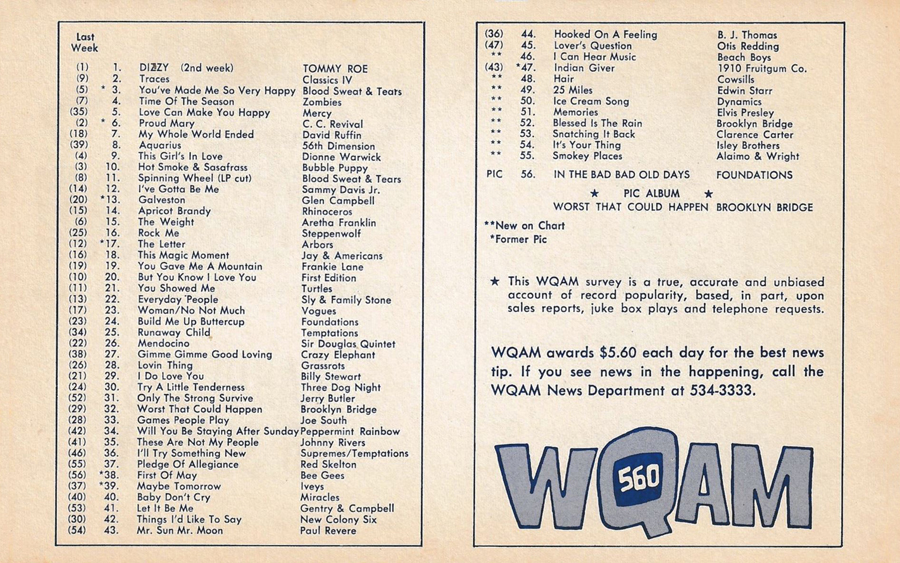 Last
Week
(1) 1. DIZZY (2nd week) TOMMY ROE
(9) 2. Traces Classics IV
(5) * 3. You've Made Me So Very Happy Blood Sweat & Tears
(7) 4. Time Of The Season Zombies
(35) 5. Love Can Make You Happy Mercy
(2) * 6. Proud Mary C. C. Revival
(18) 7. My Whole World Ended David Ruffin
(39) 8. Aquarius 56th Dimension
(4) 9. This Girl's In Love Dionne Warwick
(3) 10. Hot Smoke & Sasafrass Bubble Puppy
(8) 11. Spinning Wheel (LP cut) Blood Sweat & Tears
(14) 12. I've Gotta Be Me Sammy Davis Jr.
(20) *13. Galveston Glen Campbell
(15) 14. Apricot Brandy Rhinoceros
(6) 15. The Weight Aretha Franklin
(25) 16. Rock Me Steppenwolf
(12) *17. The Letter Arbors
(16) 18. This Magic Moment Jay & Americans
(19) 19. You Gave Me A Mountain Frankie Lane
(10) 20. But You Know I Love You First Edition
(11) 21. You Showed Me Turtles
(13) 22. Everyday People Sly & Family Stone
(17) 23. Woman/No Not Much Vogues
(23) 24. Build Me Up Buttercup Foundations
(34) 25. Runaway Child Temptations
(22) 26. Mendocino Sir Douglas Quintet
(38) 27. Gimme Gimme Good Loving Crazy Elephant
(26) 28. Lovin Thing Grassrots
(21) 29. I Do Love You Billy Stewart
(24) 30. Try A Little Tenderness Three Dog Night
(52) 31. Only The Strong Survive Jerry Butler
(29) 32. Worst That Could Happen Brooklyn Bridge
(28) 33. Games People Play Joe South
(42) 34. Will You Be Staying After Sunday Peppermint Rainbow
(41) 35. These Are Not My People Johnny Rivers
(46) 36. I'll Try Something New Supremes/Temptations
(55) 37. Pledge Of Allegiance Red Skelton
(56) *38. First Of May Bee Gees
(37) *39. Maybe Tomorrow Iveys
(40) 40. Baby Don't Cry Miracles
(53) 41. Let It Be Me Gentry & Campbell
(30) 42. Things I'd Like To Say New Colony Six
(54) 43. Mr. Sun Mr. Moon Paul Revere
(36) 44. Hooked On A Feeling B. J. Thomas
(47) 45. Lover's Question Otis Redding
** 46. I Can Hear Music Beach Boys
(43) *47. Indian Giver 1910 Fruitgum Co.
** 48. Hair Cowsills
** 49. 25 Miles Edwin Starr
** 50. Ice Cream Song Dynamics
** 51. Memories Elvis Presley
** 52. Blessed Is The Rain Brooklyn Bridge
** 53. Snatching It Back Clarence Carter
** 54. It's Your Thing Isley Brothers
** 55. Smokey Places Alaimo & Wright
PIC 56. IN THE BAD BAD OLD DAYS FOUNDATIONS
★ PIC ALBUM ★
WORST THAT COULD HAPPEN BROOKLYN BRIDGE
**New on Chart
*Former Pic
★ This WQAM survey is a true, accurate and unbiased
account of record popularity, based, in part, upon
sales reports, juke box plays and telephone requests.
WQAM awards $5.60 each day for the best news
tip. If you see news in the happening, call the
WQAM News Department at 534-3333.
WQAM
560